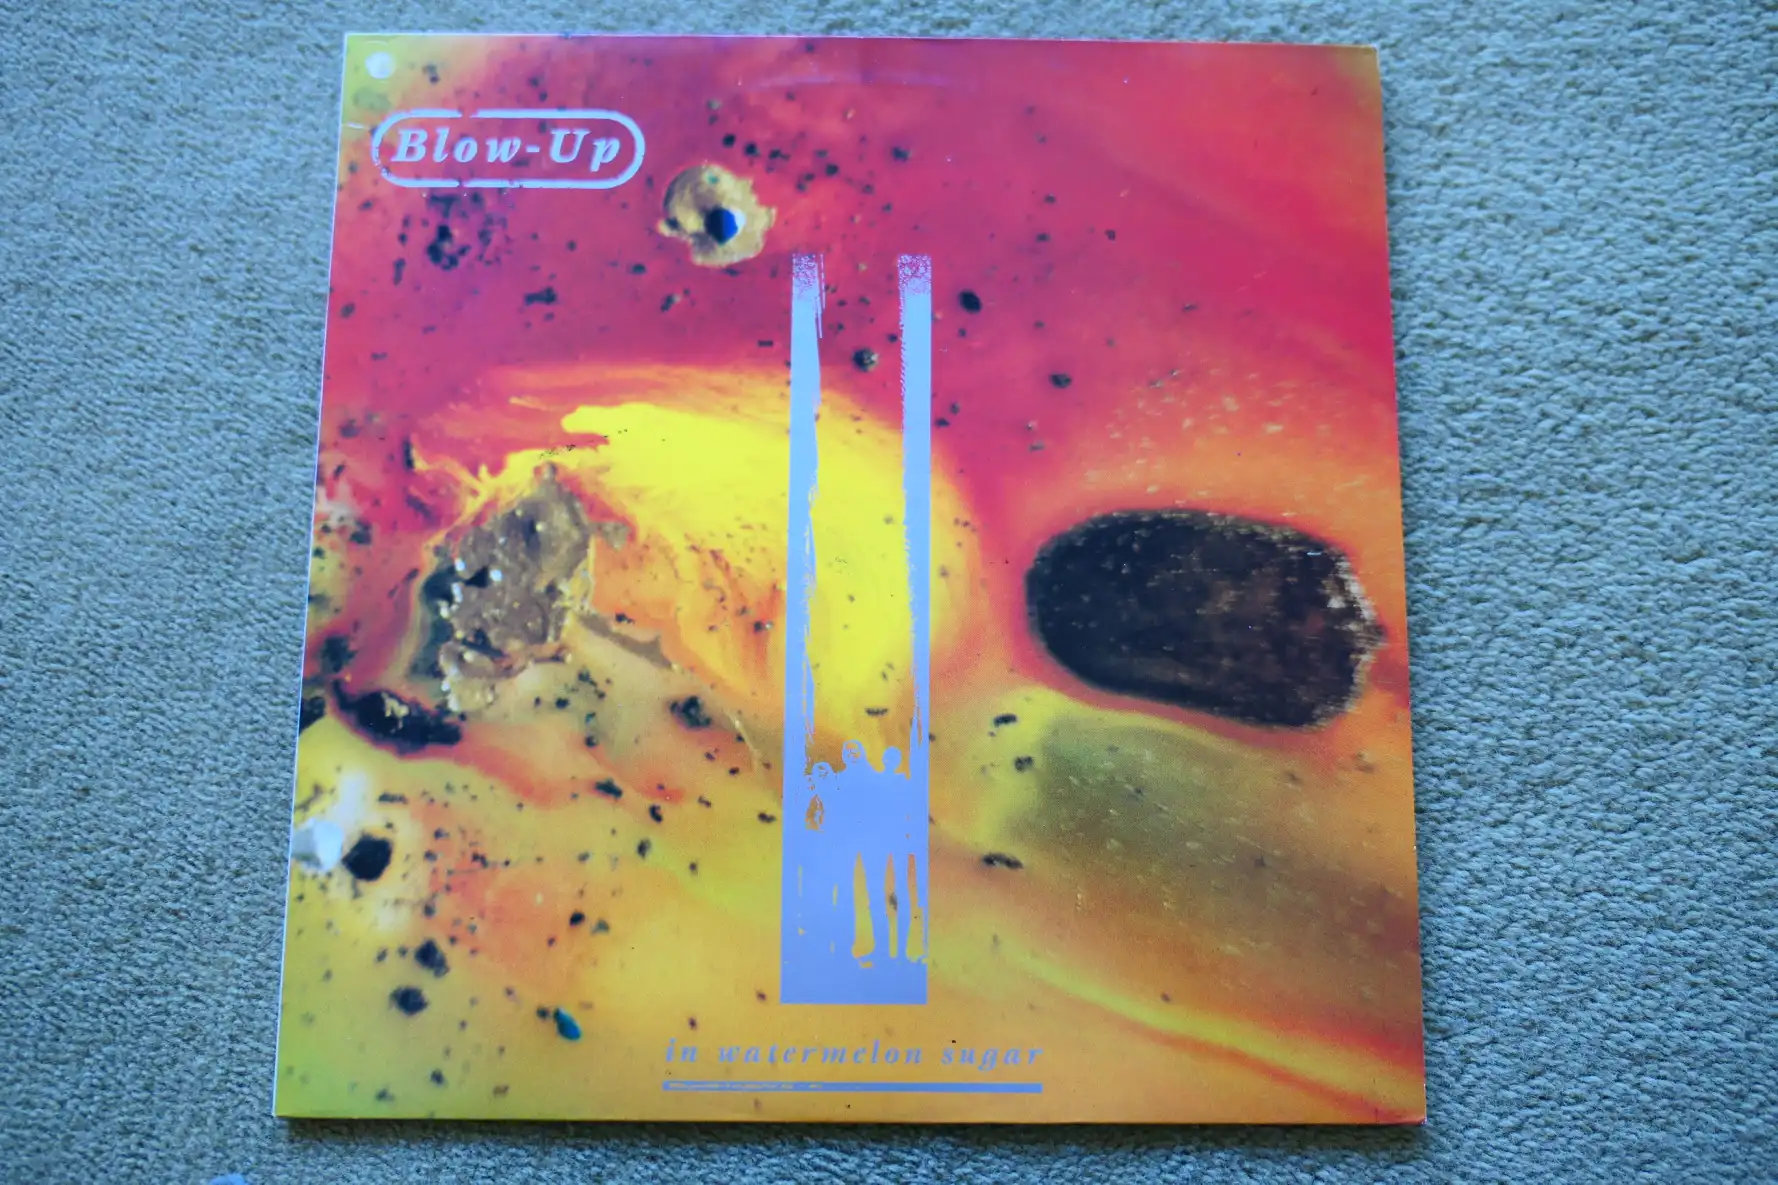 Blow-Up
in watermelon sugar